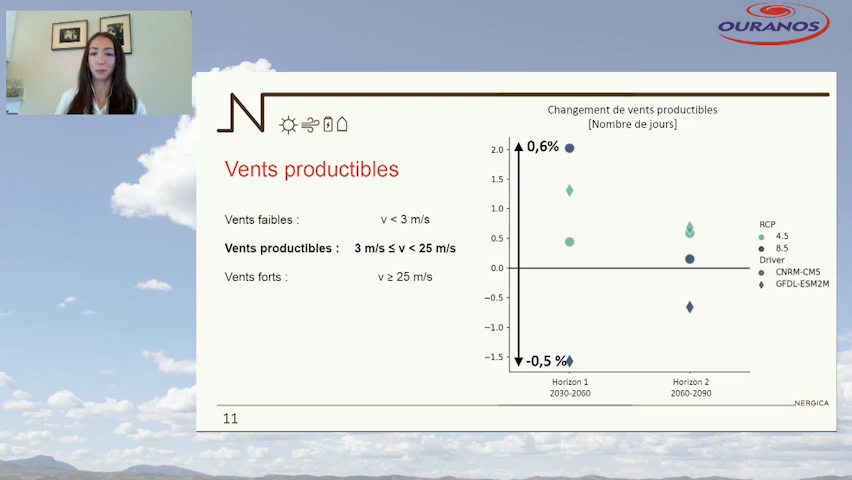 OURANOS
N
Changement de vents productibles
[Nombre de jours]
Vents productibles
Vents faibles : v < 3 m/s
Vents productibles : 3 m/s ≤ v < 25 m/s
Vents forts : v ≥ 25 m/s
0,6%
-0,5 %
2.0
1.5
1.0
0.5
0.0
−0.5
−1.0
−1.5
RCP
4.5
8.5
Driver
CNRM-CM5
GFDL-ESM2M
Horizon 1
2030-2060
Horizon 2
2060-2090
NERGICA
11